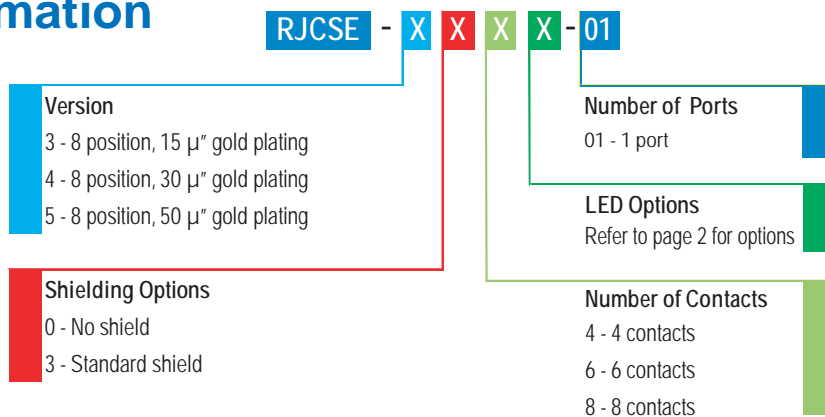 mation
RJCSE - X X X X - 01
Version
3 - 8 position, 15 µ" gold plating
4 - 8 position, 30 µ" gold plating
5 - 8 position, 50 µ" gold plating
Shielding Options
0 - No shield
3 - Standard shield
Number of Ports
01 - 1 port
LED Options
Refer to page 2 for options
Number of Contacts
4 - 4 contacts
6 - 6 contacts
8 - 8 contacts